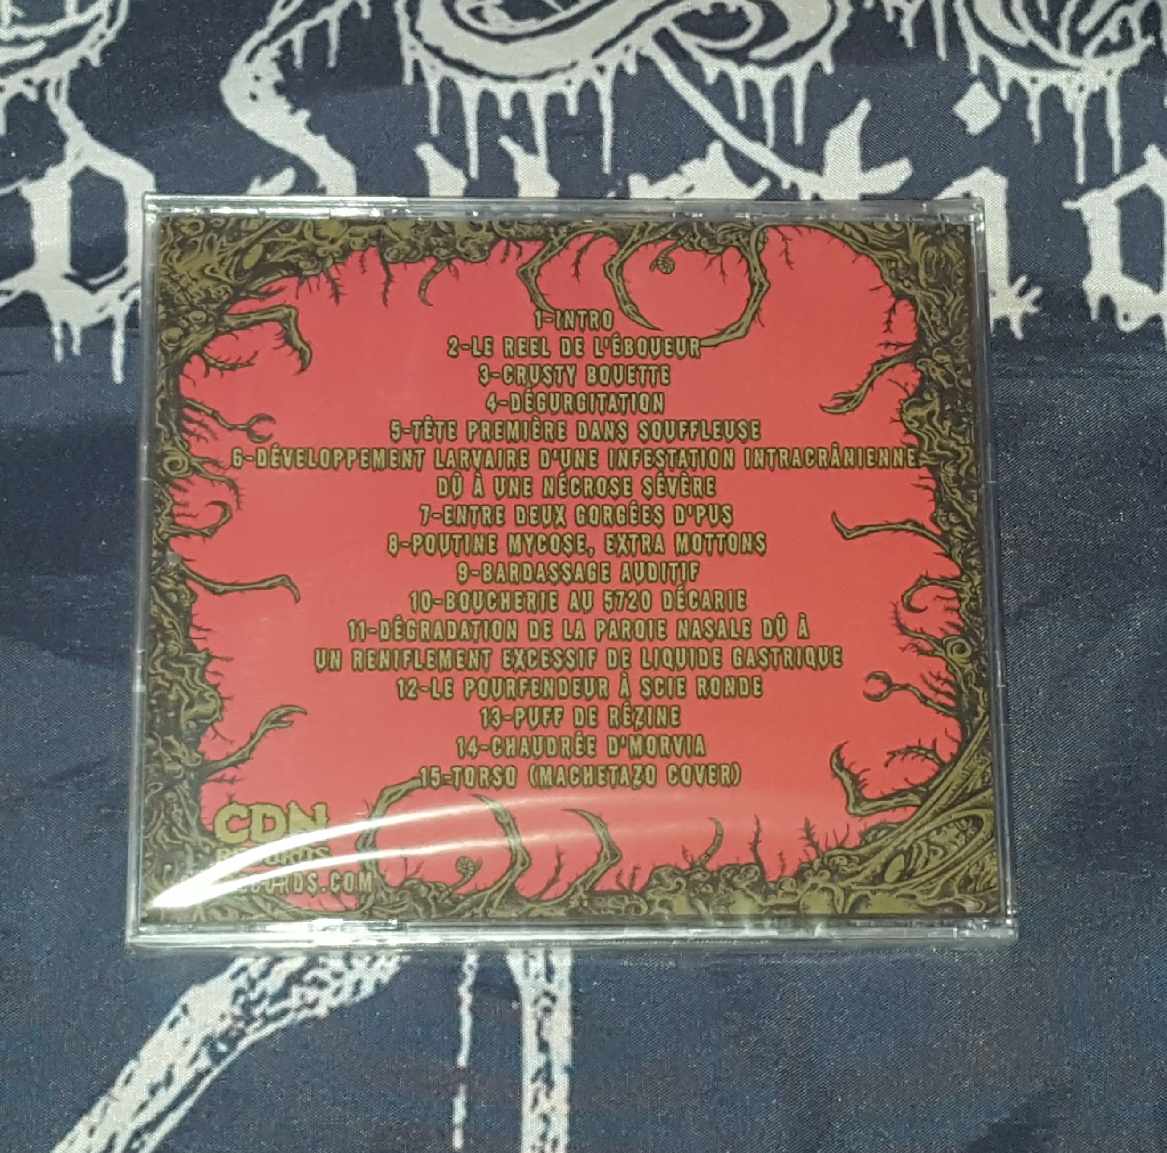 1-INTRO
2-LE REEL DE L'ÉBOUEUR
3-CRUSTY BOUETTE
4-DÉGURGITATION
5-TÊTE PREMIÈRE DANS SOUFFLEUSE
6-DÉVELOPPEMENT LARVAIRE D'UNE INFESTATION INTRACRÂNIENNE
DÛ À UNE NÉCROSE SÉVÈRE
7-ENTRE DEUX GORGÉES D'PUS
8-POUTINE MYCOSE, EXTRA MOTTONS
9-BARDASSAGE AUDITIF
10-BOUCHERIE AU 5720 DÉCARIE
11-DÉGRADATION DE LA PAROIE NASALE DÛ À
UN RENIFLEMENT EXCESSIF DE LIQUIDE GASTRIQUE
12-LE POURFENDEUR À SCIE RONDE
13-PUFF DE RÉZINE
14-CHAUDRÉE D'MORVIA
15-TORSO (MACHETAZO COVER)
CDN
RECORDS